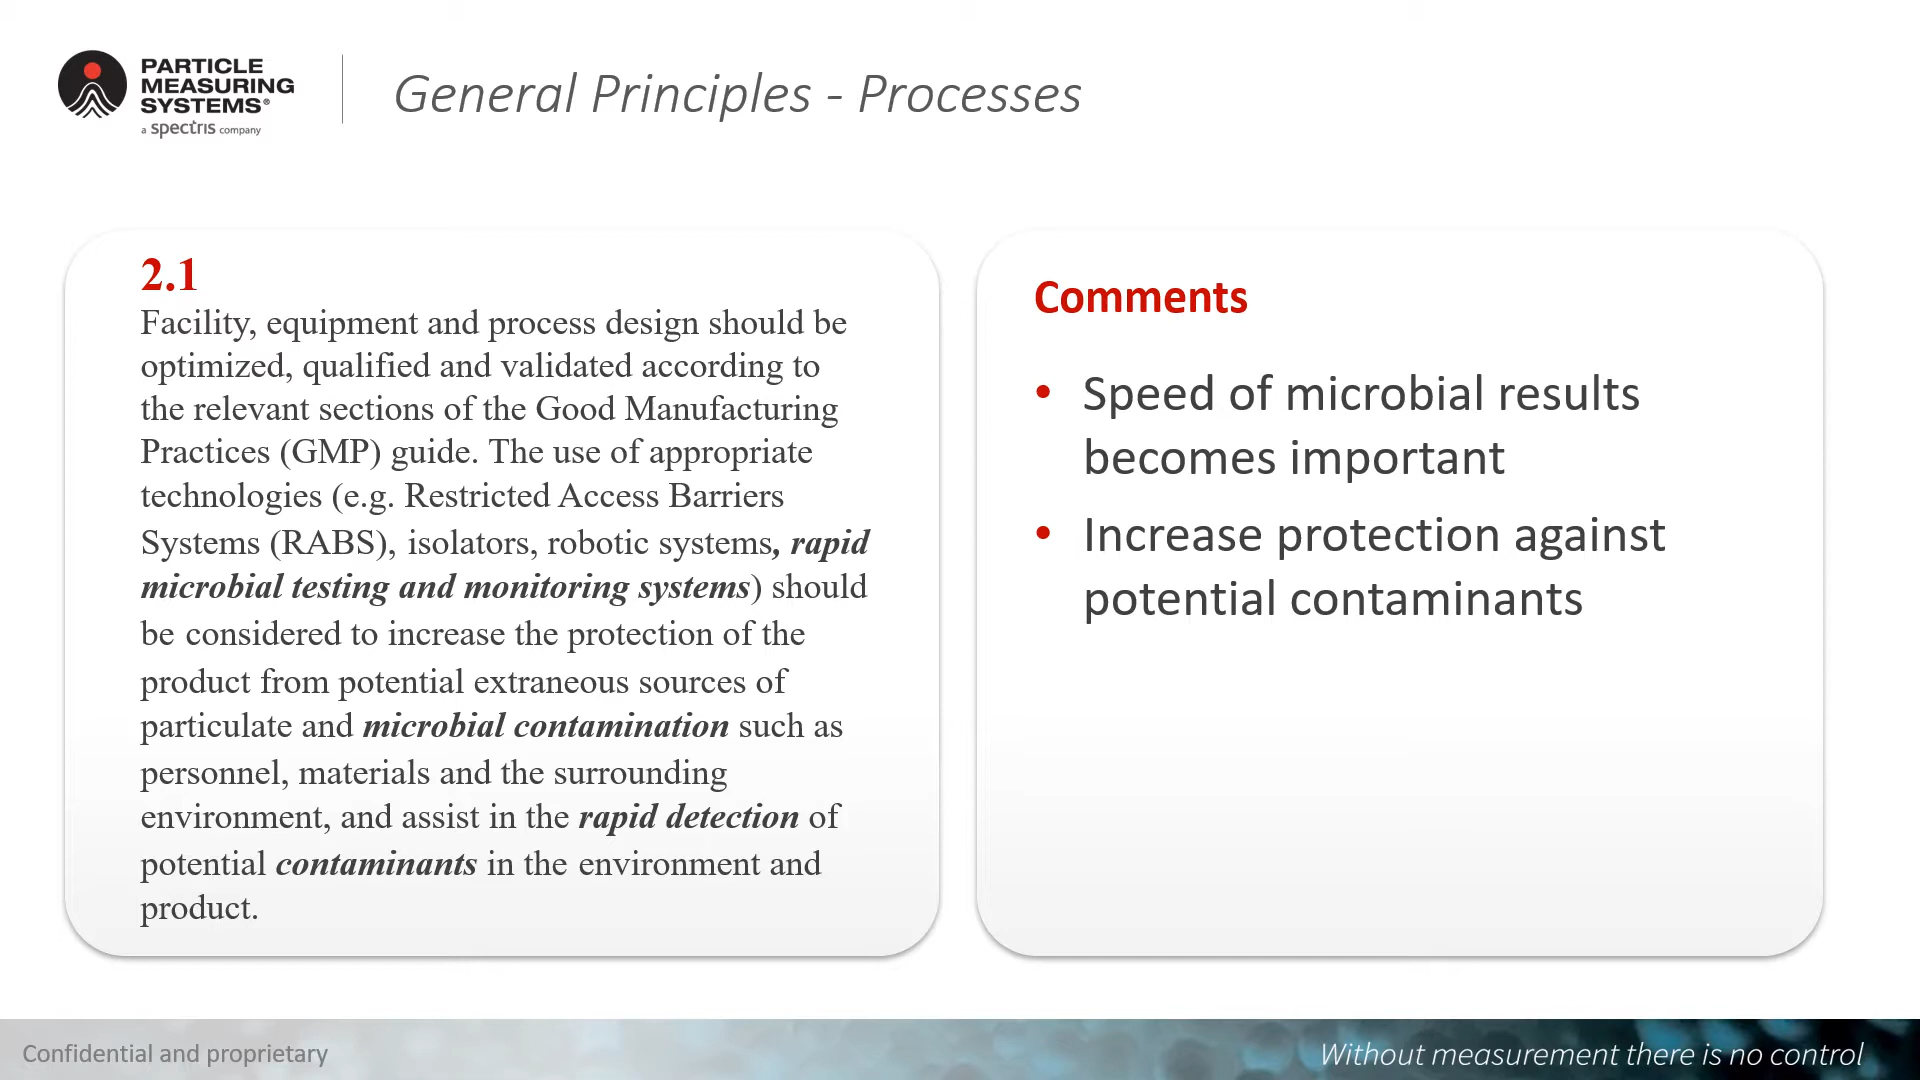 PARTICLE
MEASURING
SYSTEMS®
a spectris company
General Principles - Processes
2.1
Facility, equipment and process design should be
optimized, qualified and validated according to
the relevant sections of the Good Manufacturing
Practices (GMP) guide. The use of appropriate
technologies (e.g. Restricted Access Barriers
Systems (RABS), isolators, robotic systems, rapid
microbial testing and monitoring systems) should
be considered to increase the protection of the
product from potential extraneous sources of
particulate and microbial contamination such as
personnel, materials and the surrounding
environment, and assist in the rapid detection of
potential contaminants in the environment and
product.
Comments
• Speed of microbial results
becomes important
• Increase protection against
potential contaminants
Confidential and proprietary
Without measurement there is no control